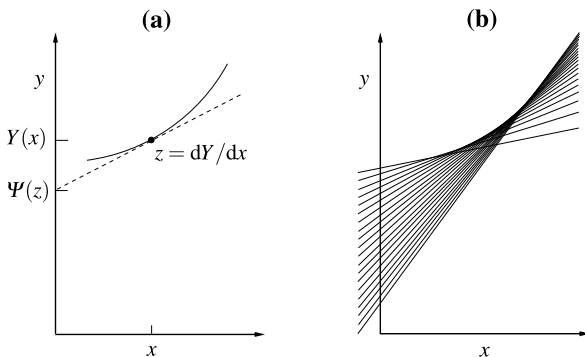 (a)
y
Y(x)
z = dY/dx
Ψ(z)
x
(b)
y
x